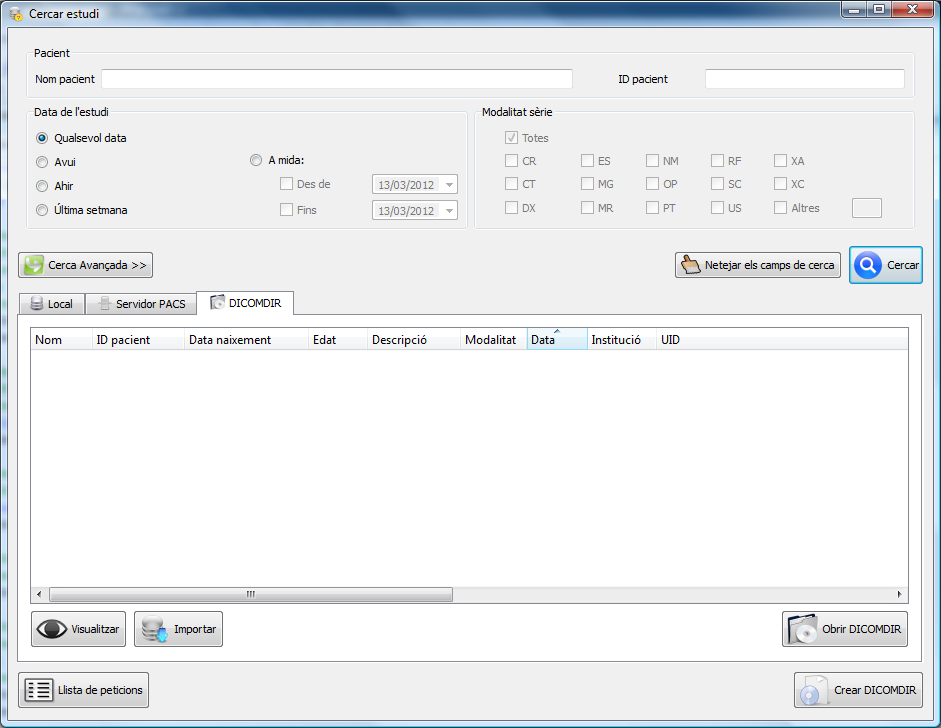 Cercar estudi
Pacient
Nom pacient
ID pacient
Data de l'estudi
Modalitat sèrie
Qualsevol data
Totes
Avui
A mida:
CR
ES
NM
RF
XA
Ahir
Des de
13/03/2012
CT
MG
OP
SC
XC
Última setmana
Fins
13/03/2012
DX
MR
PT
US
Altres
Cerca Avançada >>
Netejar els camps de cerca
Cercar
Local
Servidor PACS
DICOMDIR
Nom
ID pacient
Data naixement
Edat
Descripció
Modalitat
Data
Institució
UID
Visualitzar
Importar
Obrir DICOMDIR
Llista de peticions
Crear DICOMDIR